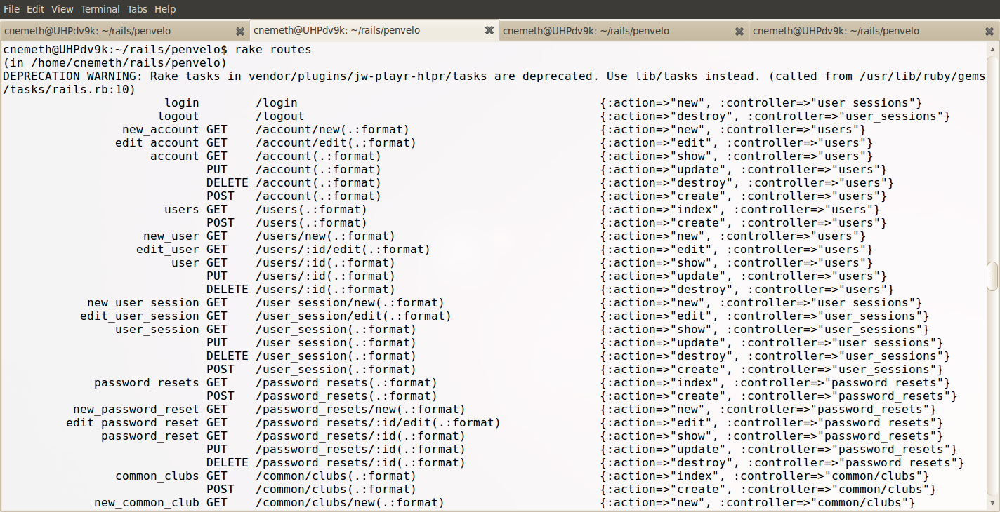 File Edit View Terminal Tabs Help
cnemeth@UHPdv9k: ~/rails/penvelo cnemeth@UHPdv9k: ~/rails/penvelo cnemeth@UHPdv9k: ~/rails/penvelo cnemeth@UHPdv9k: ~/rails/penvelo
cnemeth@UHPdv9k:~/rails/penvelo$ rake routes
(in /home/cnemeth/rails/penvelo)
DEPRECATION WARNING: Rake tasks in vendor/plugins/jw-playr-hlpr/tasks are deprecated. Use lib/tasks instead. (called from /usr/lib/ruby/gems
/tasks/rails.rb:10)
login /login {:action=>"new", :controller=>"user_sessions"}
logout /logout {:action=>"destroy", :controller=>"user_sessions"}
new_account GET /account/new(.:format) {:action=>"new", :controller=>"users"}
edit_account GET /account/edit(.:format) {:action=>"edit", :controller=>"users"}
account GET /account(.:format) {:action=>"show", :controller=>"users"}
PUT /account(.:format) {:action=>"update", :controller=>"users"}
DELETE /account(.:format) {:action=>"destroy", :controller=>"users"}
POST /account(.:format) {:action=>"create", :controller=>"users"}
users GET /users(.:format) {:action=>"index", :controller=>"users"}
POST /users(.:format) {:action=>"create", :controller=>"users"}
new_user GET /users/new(.:format) {:action=>"new", :controller=>"users"}
edit_user GET /users/:id/edit(.:format) {:action=>"edit", :controller=>"users"}
user GET /users/:id(.:format) {:action=>"show", :controller=>"users"}
PUT /users/:id(.:format) {:action=>"update", :controller=>"users"}
DELETE /users/:id(.:format) {:action=>"destroy", :controller=>"users"}
new_user_session GET /user_session/new(.:format) {:action=>"new", :controller=>"user_sessions"}
edit_user_session GET /user_session/edit(.:format) {:action=>"edit", :controller=>"user_sessions"}
user_session GET /user_session(.:format) {:action=>"show", :controller=>"user_sessions"}
PUT /user_session(.:format) {:action=>"update", :controller=>"user_sessions"}
DELETE /user_session(.:format) {:action=>"destroy", :controller=>"user_sessions"}
POST /user_session(.:format) {:action=>"create", :controller=>"user_sessions"}
password_resets GET /password_resets(.:format) {:action=>"index", :controller=>"password_resets"}
POST /password_resets(.:format) {:action=>"create", :controller=>"password_resets"}
new_password_reset GET /password_resets/new(.:format) {:action=>"new", :controller=>"password_resets"}
edit_password_reset GET /password_resets/:id/edit(.:format) {:action=>"edit", :controller=>"password_resets"}
password_reset GET /password_resets/:id(.:format) {:action=>"show", :controller=>"password_resets"}
PUT /password_resets/:id(.:format) {:action=>"update", :controller=>"password_resets"}
DELETE /password_resets/:id(.:format) {:action=>"destroy", :controller=>"password_resets"}
common_clubs GET /common/clubs(.:format) {:action=>"index", :controller=>"common/clubs"}
POST /common/clubs(.:format) {:action=>"create", :controller=>"common/clubs"}
new_common_club GET /common/clubs/new(.:format) {:action=>"new", :controller=>"common/clubs"}